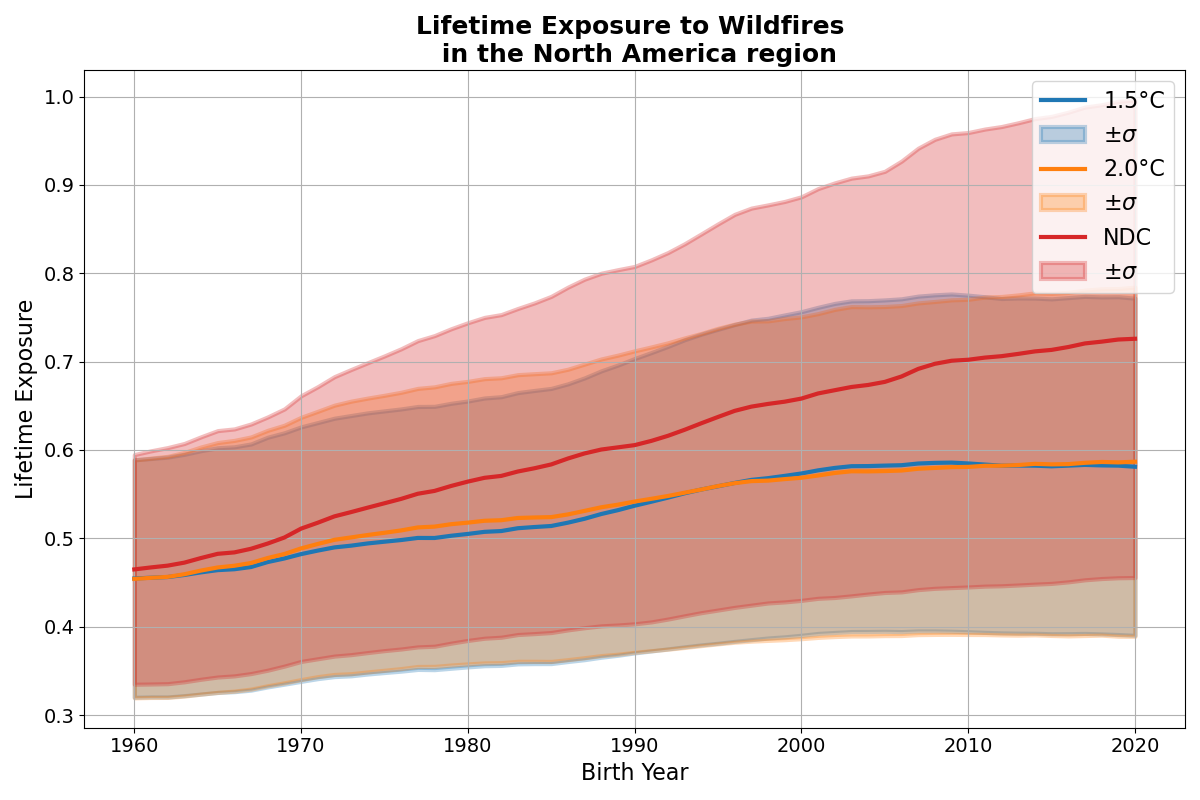 Lifetime Exposure to Wildfires
in the North America region
1.0
0.9
0.8
0.7
0.6
0.5
0.4
0.3
Lifetime Exposure
1960
1970
1980
1990
2000
2010
2020
Birth Year
1.5°C
±σ
2.0°C
±σ
NDC
±σ